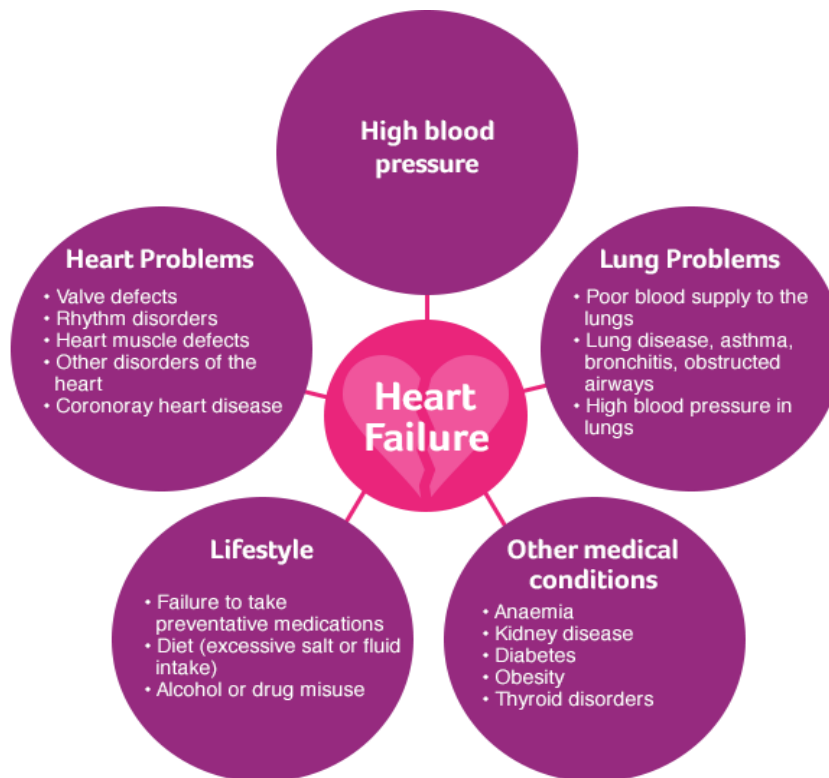 High blood
pressure
Heart Problems
• Valve defects
• Rhythm disorders
• Heart muscle defects
• Other disorders of the
heart
• Coronoray heart disease
Lung Problems
• Poor blood supply to the
lungs
• Lung disease, asthma,
bronchitis, obstructed
airways
• High blood pressure in
lungs
Heart
Failure
Lifestyle
• Failure to take
preventative medications
• Diet (excessive salt or fluid
intake)
• Alcohol or drug misuse
Other medical
conditions
• Anaemia
• Kidney disease
• Diabetes
• Obesity
• Thyroid disorders